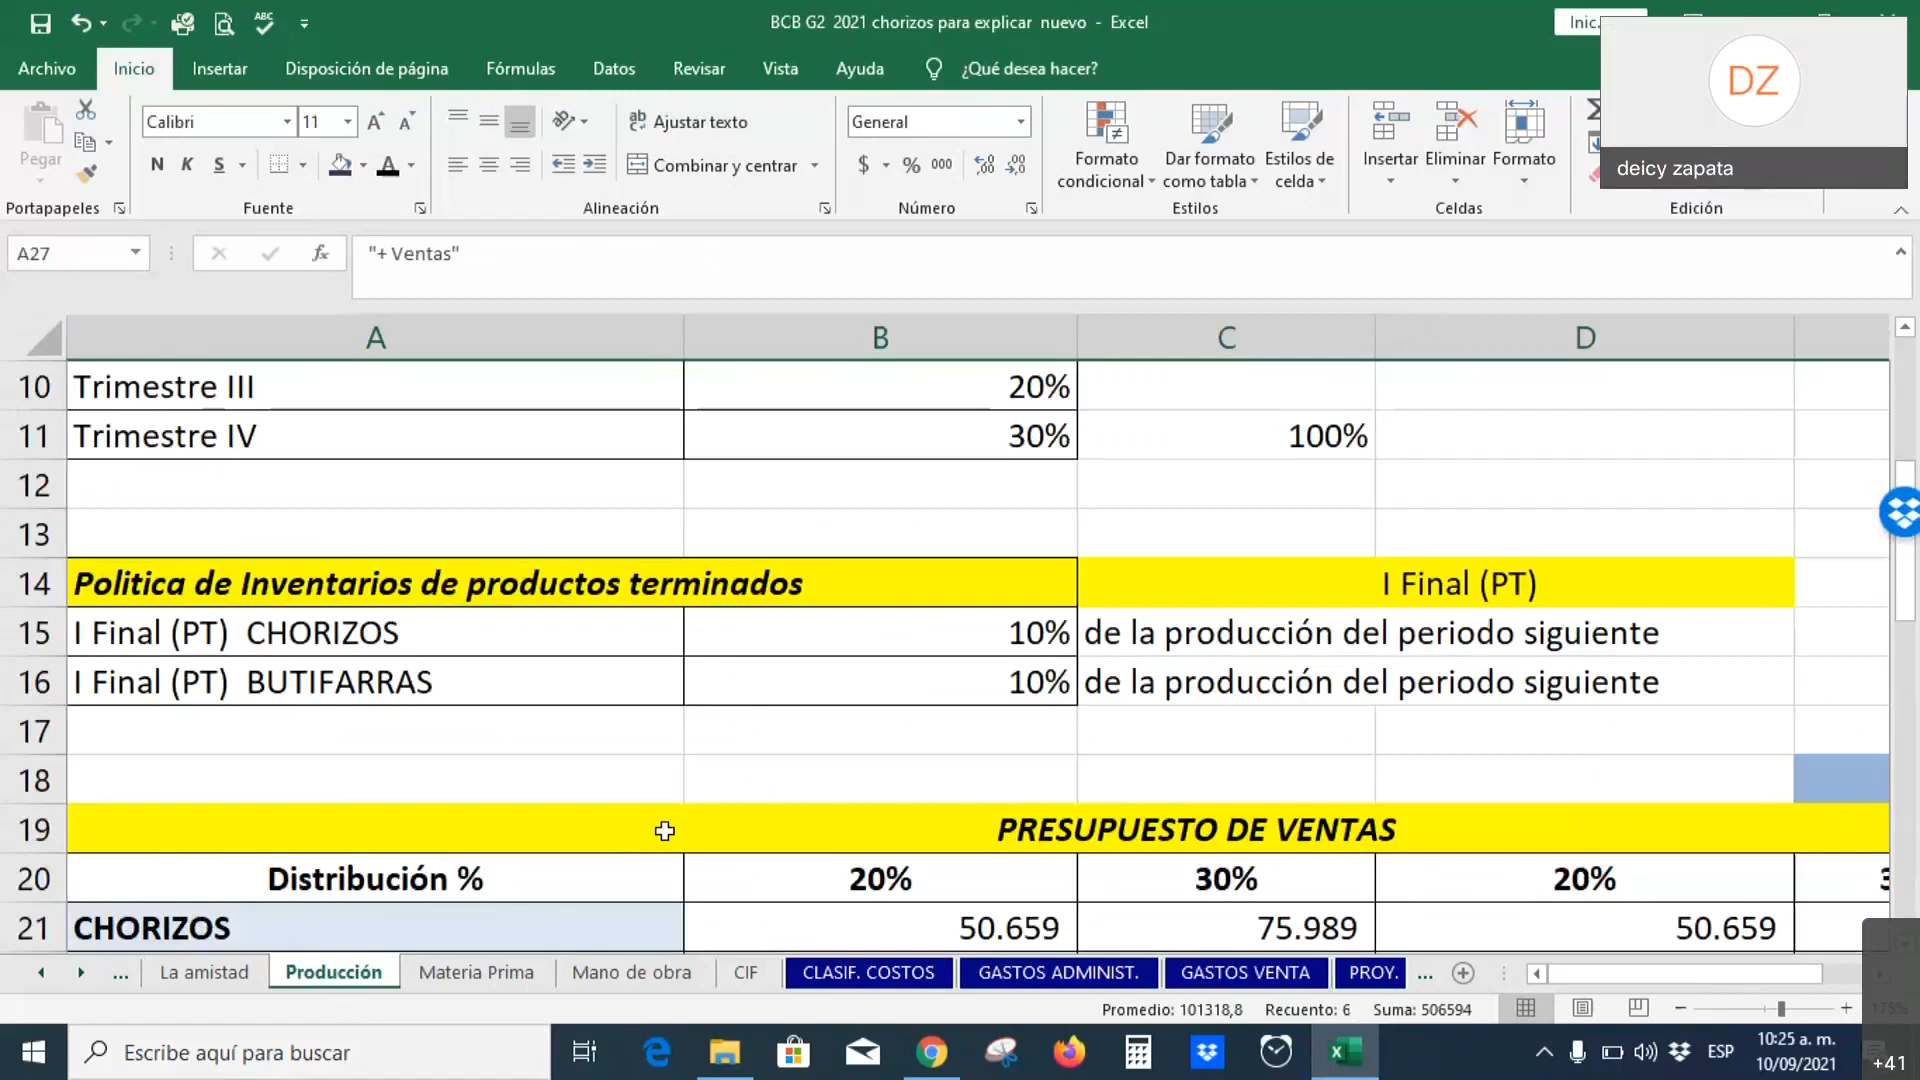 BCB G2 2021 chorizos para explicar nuevo - Excel
Inic.
Archivo Inicio Insertar Disposición de página Fórmulas Datos Revisar Vista Ayuda ¿Qué desea hacer?
DZ
deicy zapata
Pegar
Calibri 11
N K S
Ajustar texto
Combinar y centrar
General
$ % 000
Formato condicional
Dar formato como tabla
Estilos de celda
Insertar Eliminar Formato
Portapapeles Fuente Alineación Número Estilos Celdas Edición
A27 fx "+ Ventas"
A B C D
10 Trimestre III 20%
11 Trimestre IV 30% 100%
12
13
14 Politica de Inventarios de productos terminados I Final (PT)
15 I Final (PT) CHORIZOS 10% de la producción del periodo siguiente
16 I Final (PT) BUTIFARRAS 10% de la producción del periodo siguiente
17
18
19 PRESUPUESTO DE VENTAS
20 Distribución % 20% 30% 20%
21 CHORIZOS 50.659 75.989 50.659
... La amistad Producción Materia Prima Mano de obra CIF CLASIF. COSTOS GASTOS ADMINIST. GASTOS VENTA PROY. ...
Promedio: 101318,8 Recuento: 6 Suma: 506594
Escribe aquí para buscar
ESP
10:25 a. m.
10/09/2021
+41